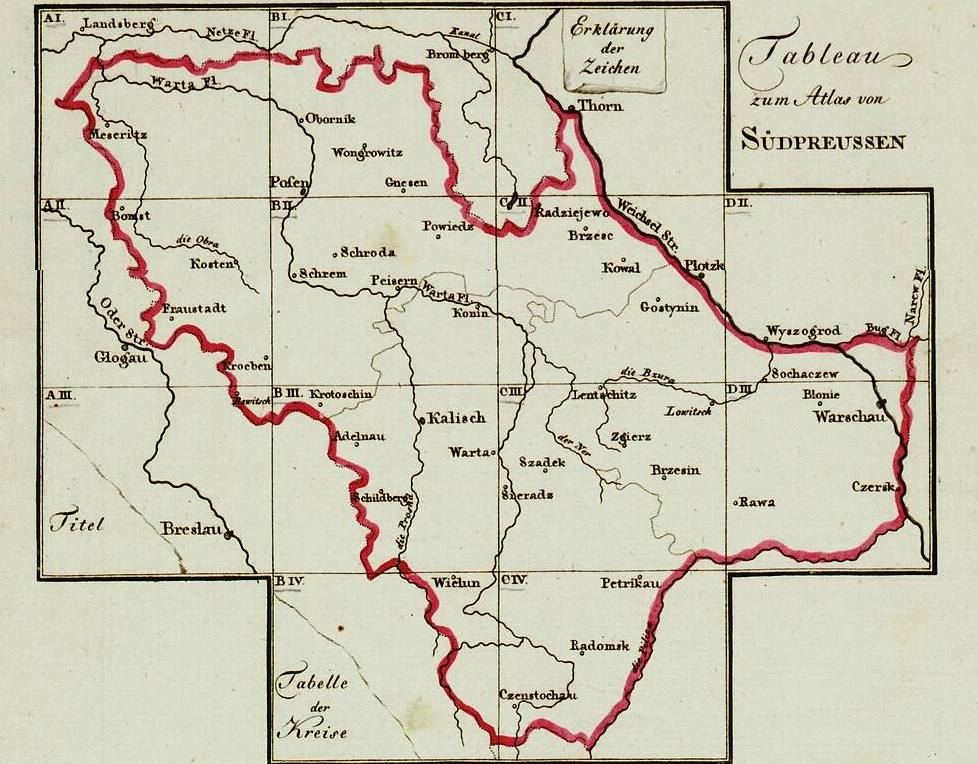 A I.
Landsberg
Netze Fl.
B I.
Kanal
Bromberg
C I.
Erklärung
der
Zeichen
Tableau
zum Atlas von
SÜDPREUSSEN
Warta Fl.
Thorn
Meseritz
Obornik
Wongrowitz
Posen
Gnesen
A II.
Bomst
B II.
C II.
Radziejewo
Weichsel Str.
D II.
Powiedz
Brzesc
die Obra
Kosten
Schroda
Schrem
Peisern
Warta Fl.
Konin
Kowal
Plotzk
Gostynin
Narew Fl.
Oder Str.
Fraustadt
Glogau
Wyszogrod
Bug Fl.
Kroeben
Sochaczew
A III.
Rawitsch
B III.
Krotoschin
C III.
die Bzura
Lentschitz
Lowitsch
D III
Blonie
Warschau
Kalisch
Adelnau
Warta
der Ner
Zgierz
Szadek
Brzesin
Schildberg
Sieradz
Czersk
Rawa
Titel
Breslau
die Prosna
B IV.
Wielun
C IV.
Petrikau
Radomsk
die Pilica
Tabelle
der
Kreise
Czenstochau